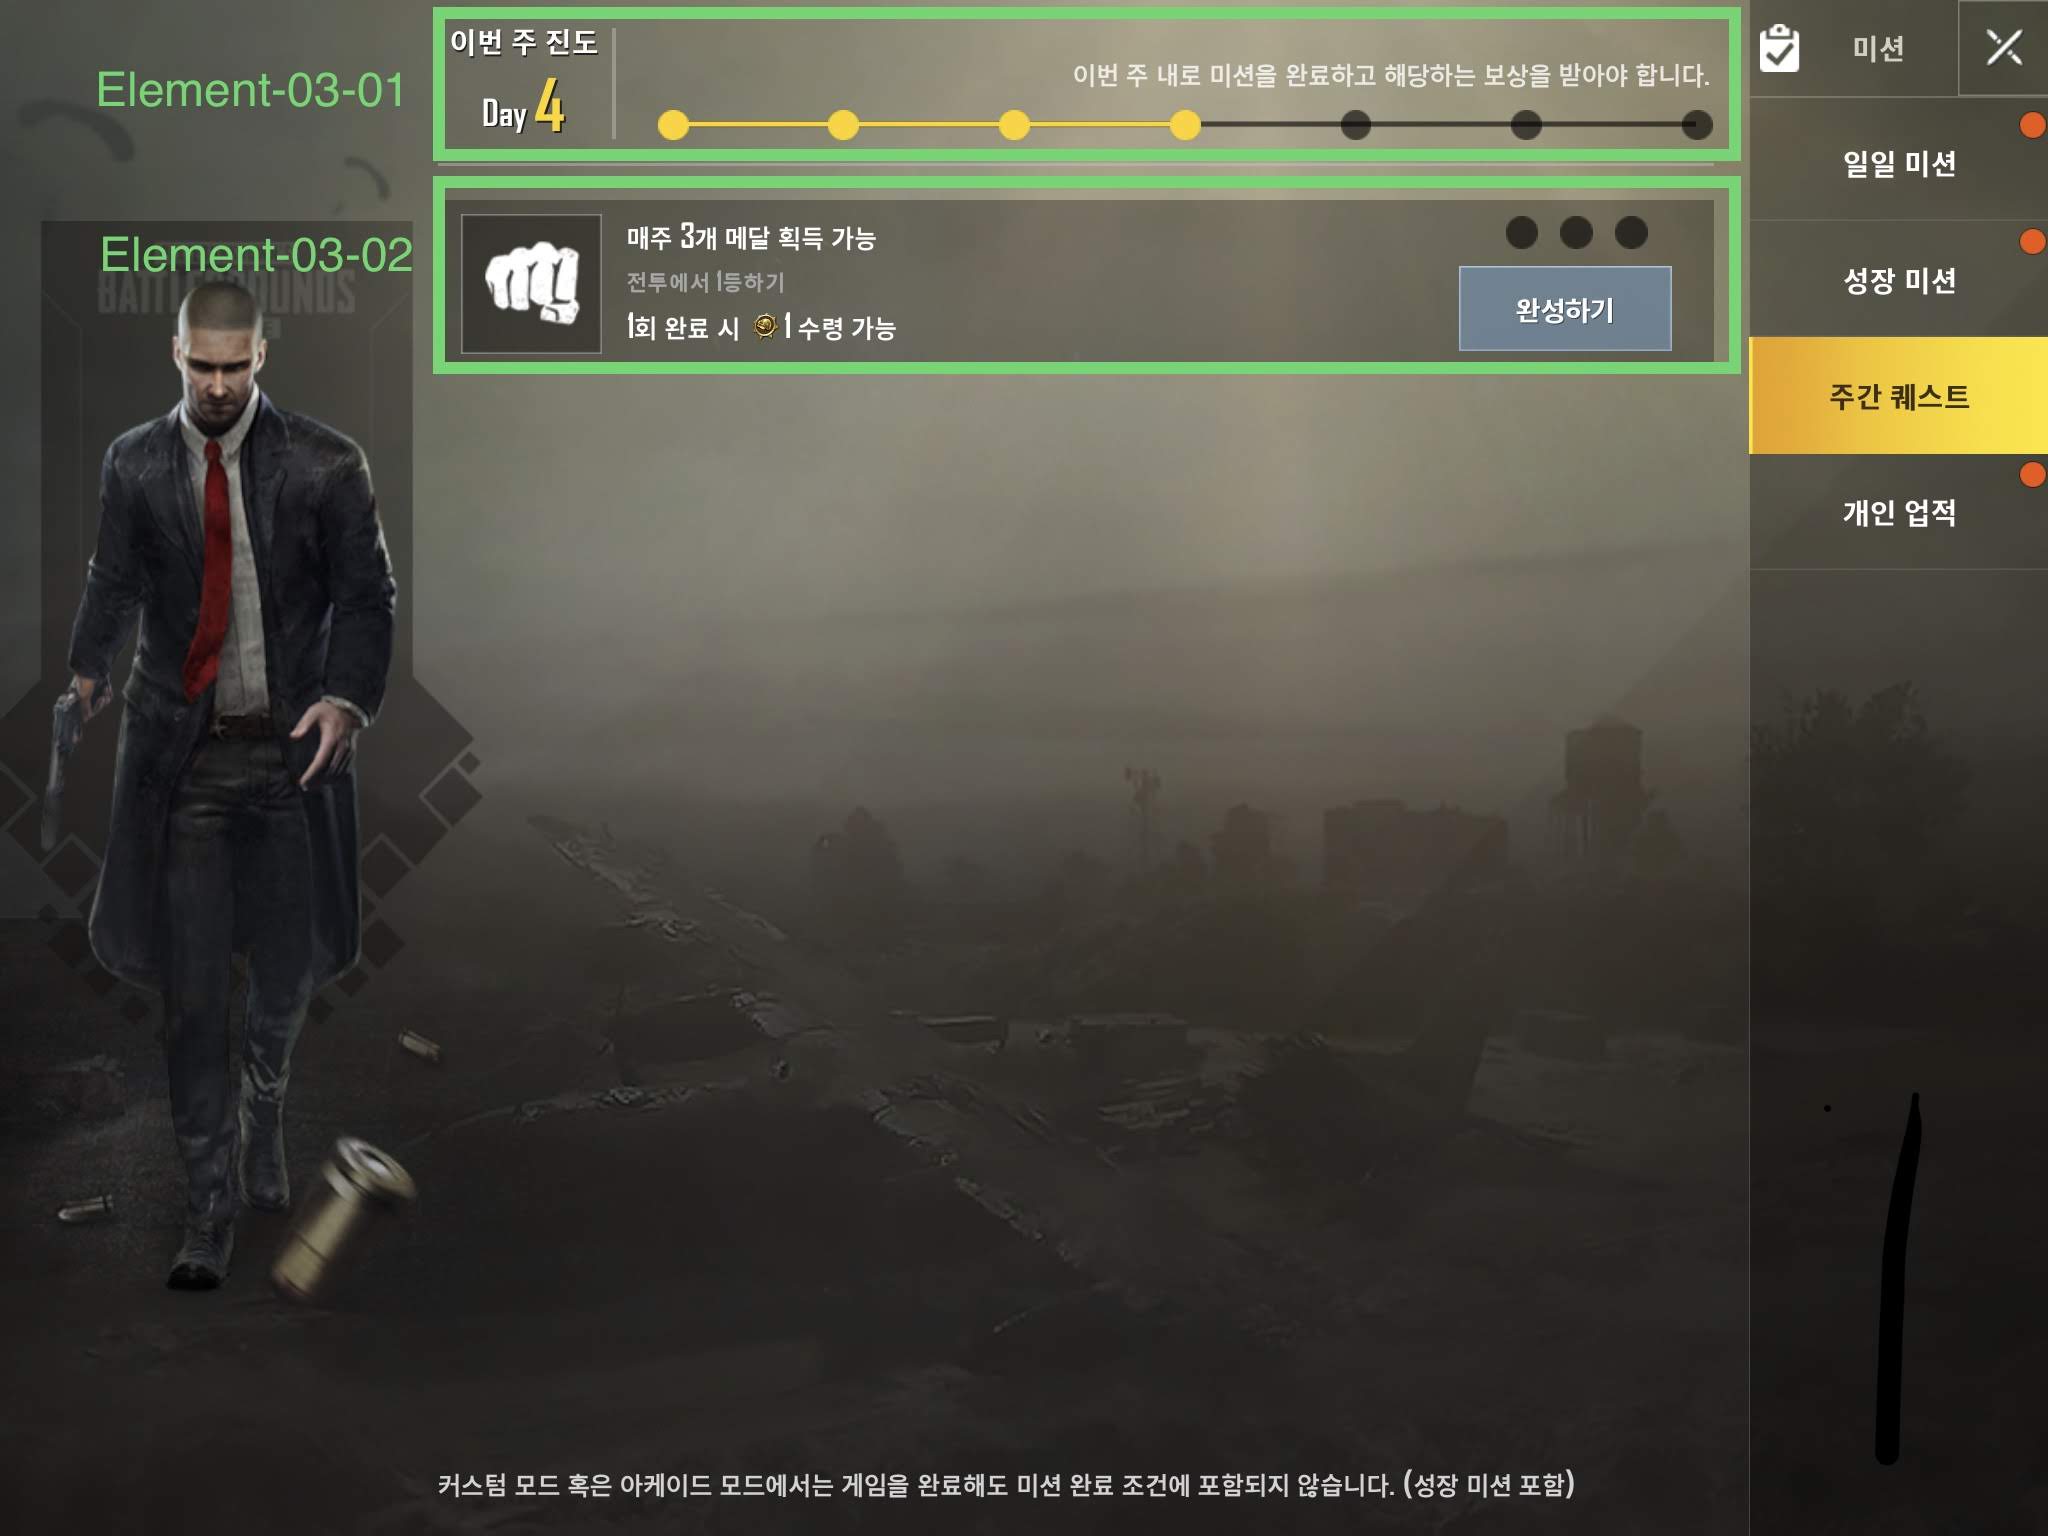 이번 주 진도
Day 4
이번 주 내로 미션을 완료하고 해당하는 보상을 받아야 합니다.
미션
Element-03-01
일일 미션
Element-03-02
BATTLEGROUNDS
매주 3개 메달 획득 가능
전투에서 1등하기
1회 완료 시 1 수령 가능
완성하기
성장 미션
주간 퀘스트
개인 업적
커스텀 모드 혹은 아케이드 모드에서는 게임을 완료해도 미션 완료 조건에 포함되지 않습니다. (성장 미션 포함)